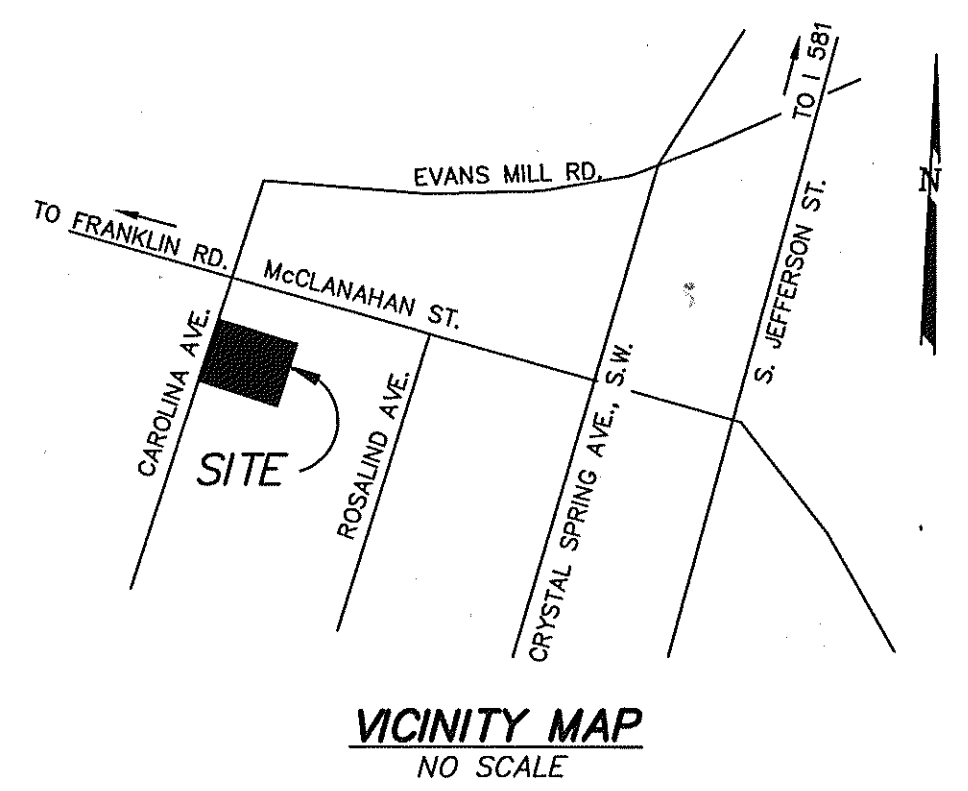 TO I 581
EVANS MILL RD.
N
TO FRANKLIN RD.
McCLANAHAN ST.
S. JEFFERSON ST.
CAROLINA AVE.
SITE
ROSALIND AVE.
CRYSTAL SPRING AVE., S.W.
VICINITY MAP
NO SCALE